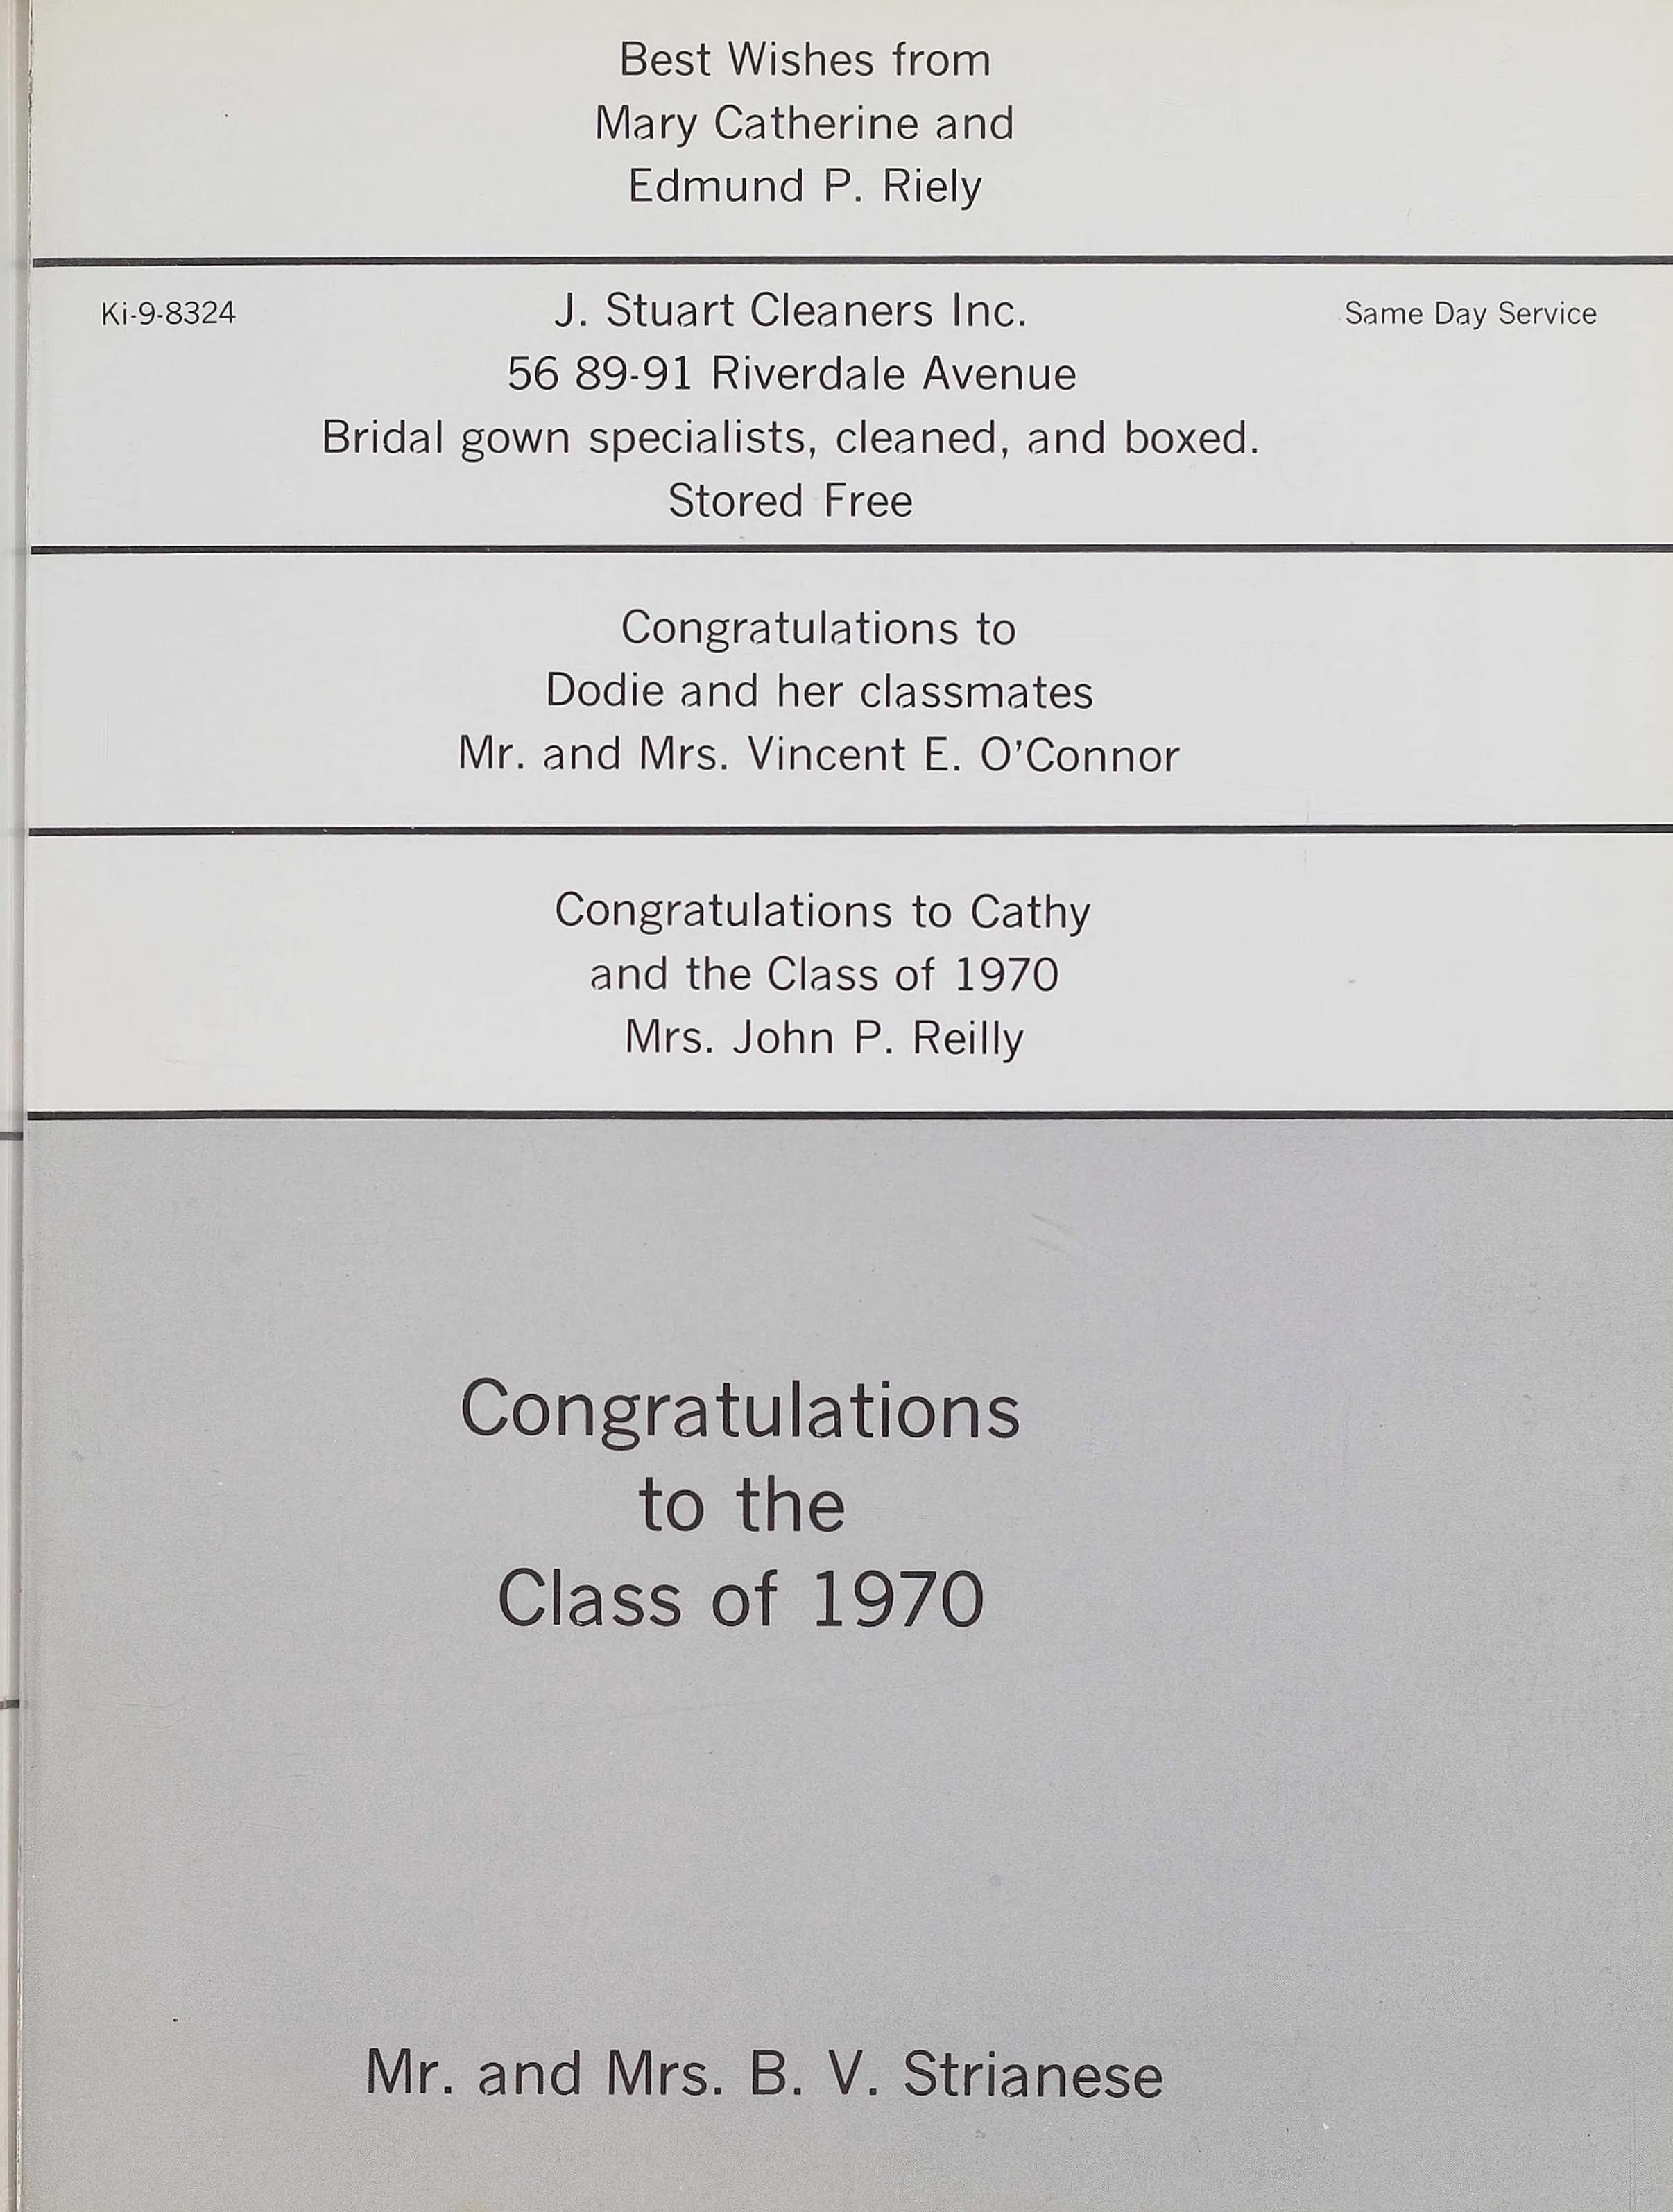 Best Wishes from
Mary Catherine and
Edmund P. Riely
Ki-9-8324
J. Stuart Cleaners Inc.
Same Day Service
56 89-91 Riverdale Avenue
Bridal gown specialists, cleaned, and boxed.
Stored Free
Congratulations to
Dodie and her classmates
Mr. and Mrs. Vincent E. O'Connor
Congratulations to Cathy
and the Class of 1970
Mrs. John P. Reilly
Congratulations
to the
Class of 1970
Mr. and Mrs. B. V. Strianese